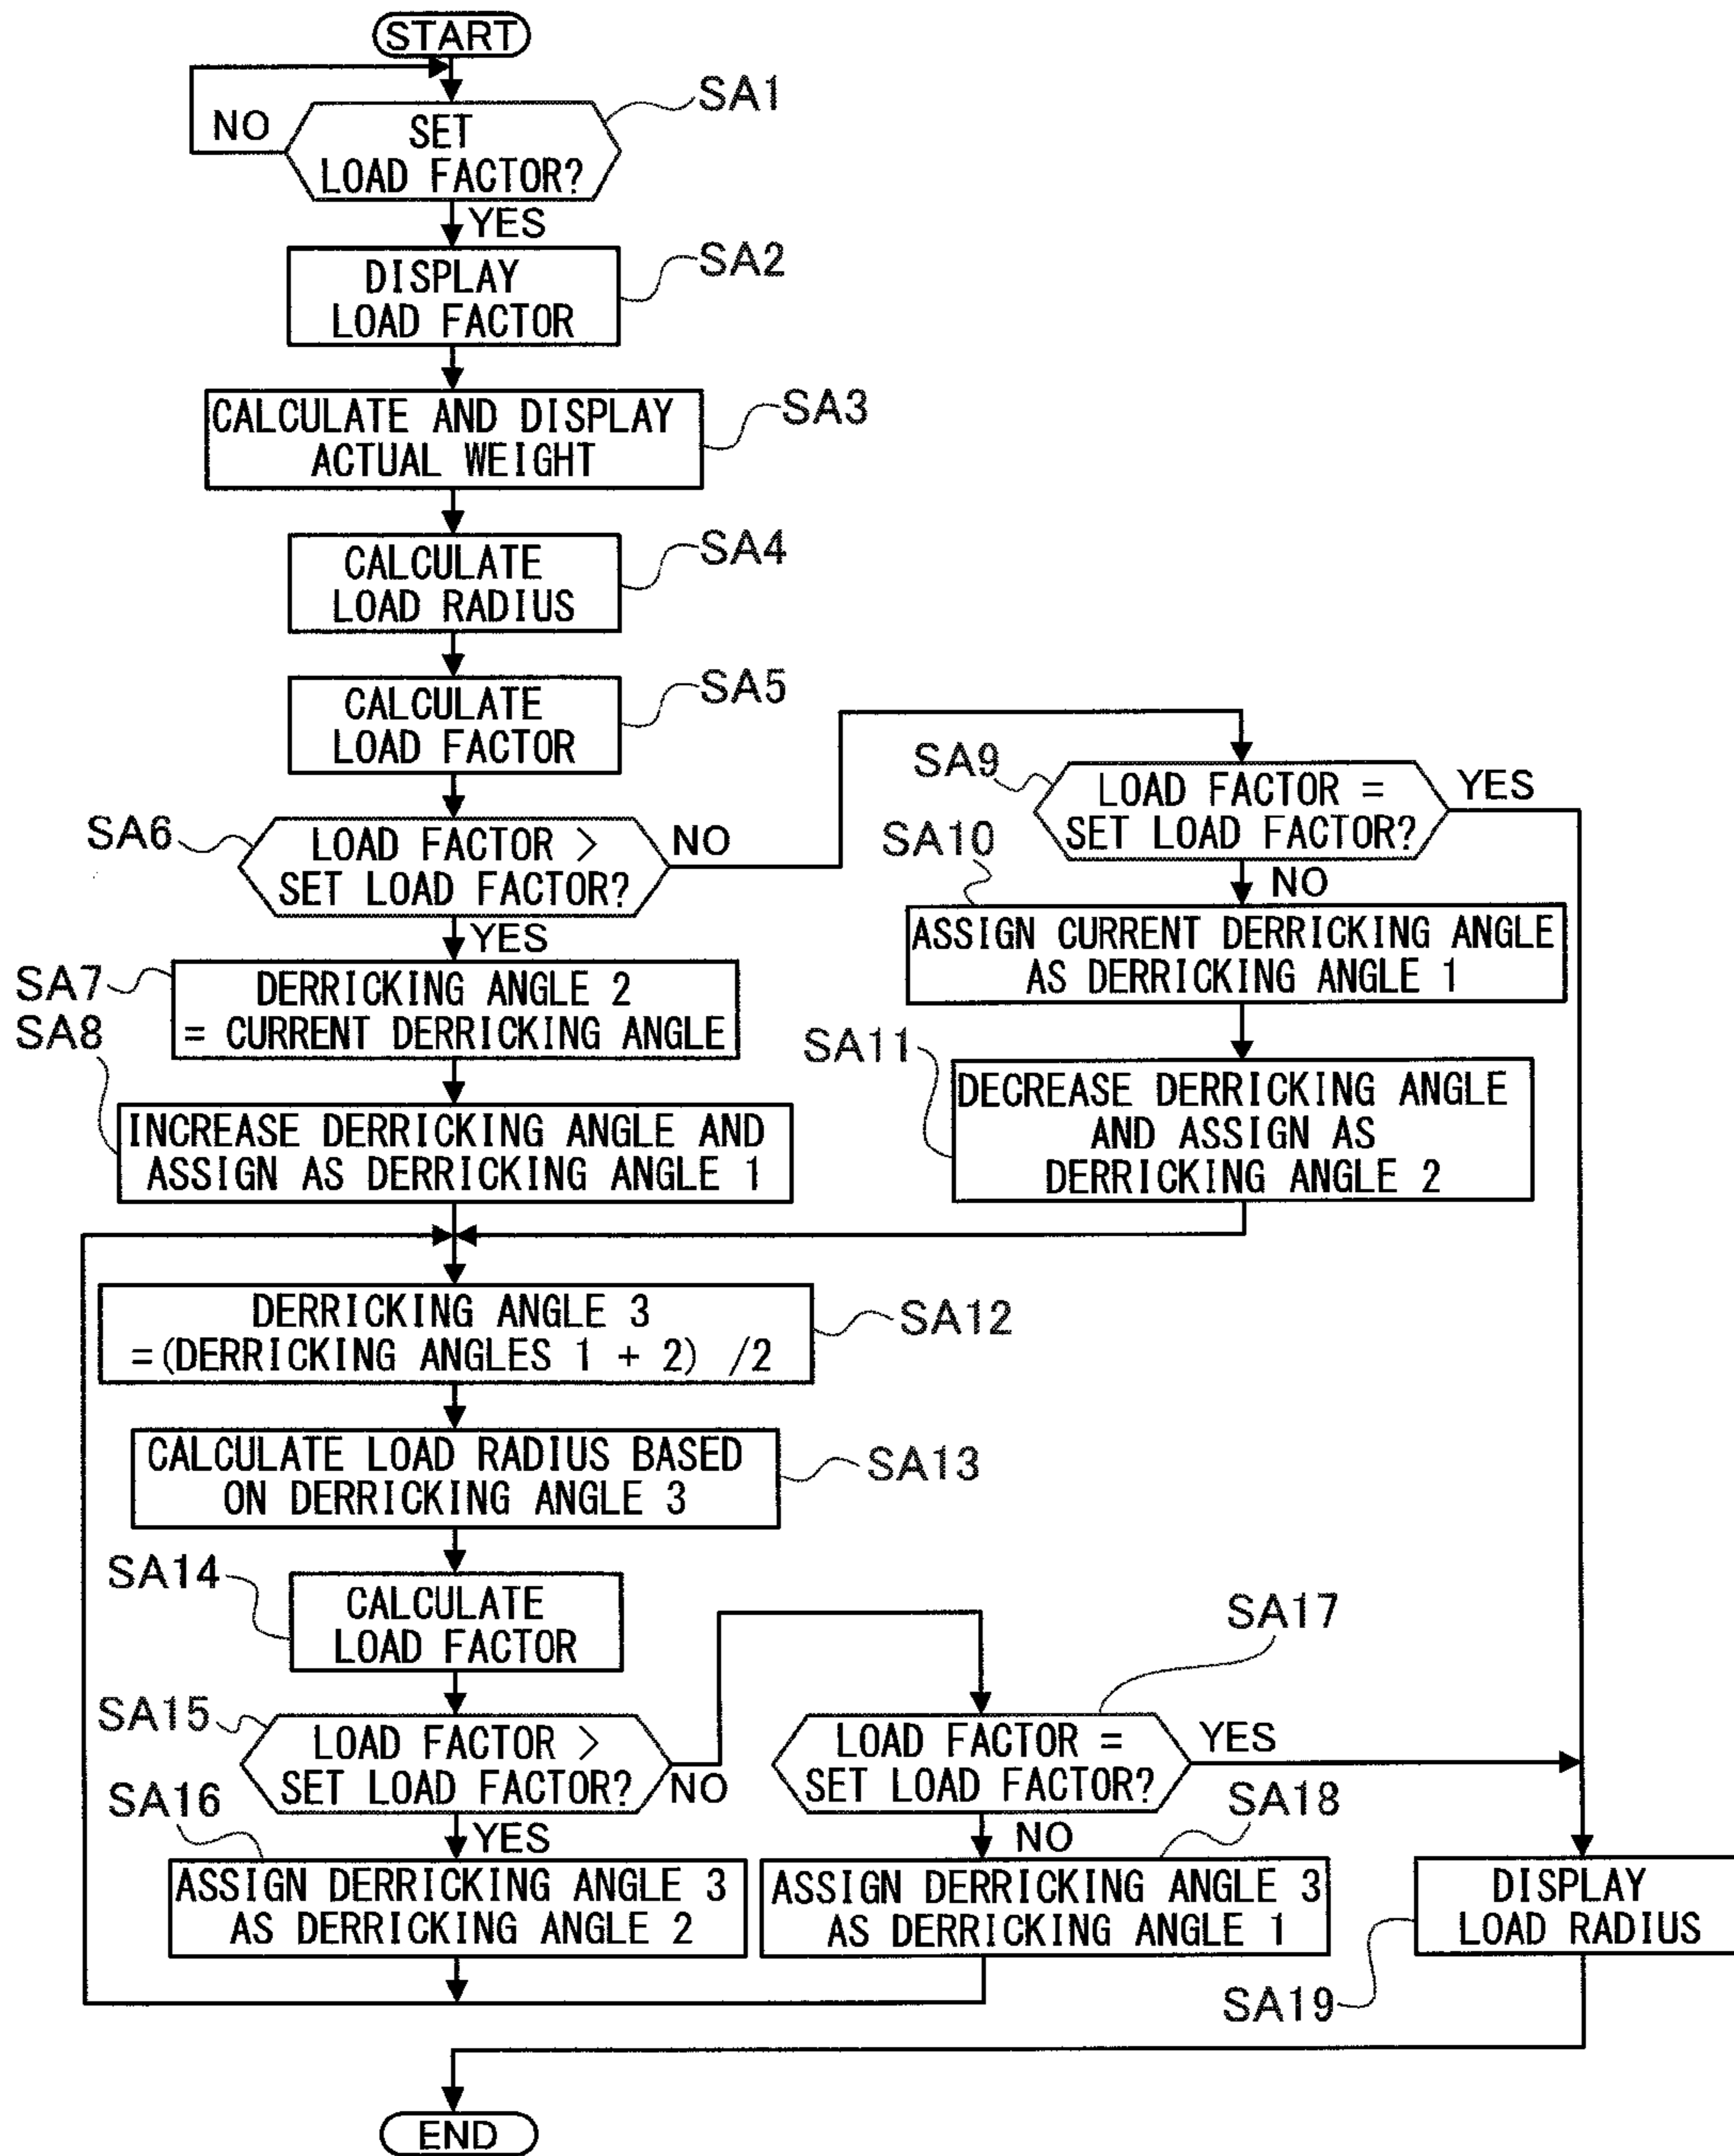 START
SA1
NO
SET
LOAD FACTOR?
YES
SA2
DISPLAY
LOAD FACTOR
SA3
CALCULATE AND DISPLAY
ACTUAL WEIGHT
SA4
CALCULATE
LOAD RADIUS
SA5
CALCULATE
LOAD FACTOR
SA6
LOAD FACTOR >
SET LOAD FACTOR?
NO
YES
SA9
LOAD FACTOR =
SET LOAD FACTOR?
YES
NO
SA10
ASSIGN CURRENT DERRICKING ANGLE
AS DERRICKING ANGLE 1
SA7
DERRICKING ANGLE 2
= CURRENT DERRICKING ANGLE
SA8
INCREASE DERRICKING ANGLE AND
ASSIGN AS DERRICKING ANGLE 1
SA11
DECREASE DERRICKING ANGLE
AND ASSIGN AS
DERRICKING ANGLE 2
DERRICKING ANGLE 3
=(DERRICKING ANGLES 1 + 2) /2
SA12
CALCULATE LOAD RADIUS BASED
ON DERRICKING ANGLE 3
SA13
SA14
CALCULATE
LOAD FACTOR
SA15
LOAD FACTOR >
SET LOAD FACTOR?
NO
YES
SA17
LOAD FACTOR =
SET LOAD FACTOR?
YES
NO
SA16
ASSIGN DERRICKING ANGLE 3
AS DERRICKING ANGLE 2
SA18
ASSIGN DERRICKING ANGLE 3
AS DERRICKING ANGLE 1
DISPLAY
LOAD RADIUS
SA19
END